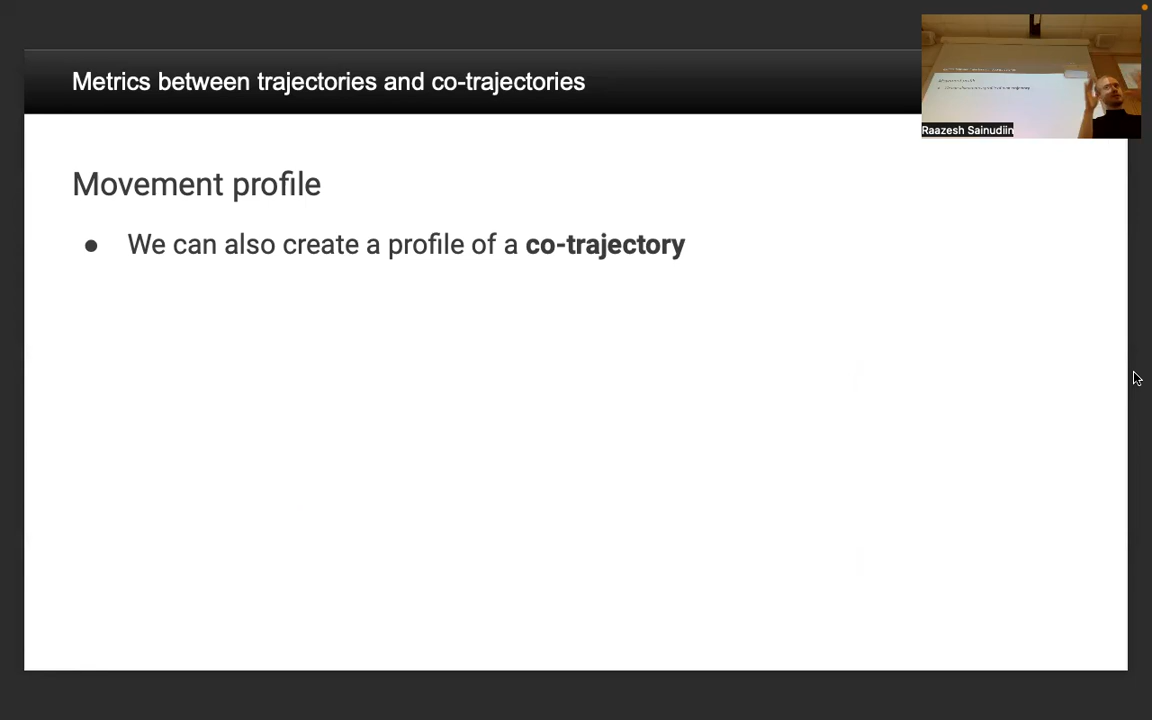 Metrics between trajectories and co-trajectories
Raazesh Sainudiin
Movement profile
● We can also create a profile of a co-trajectory